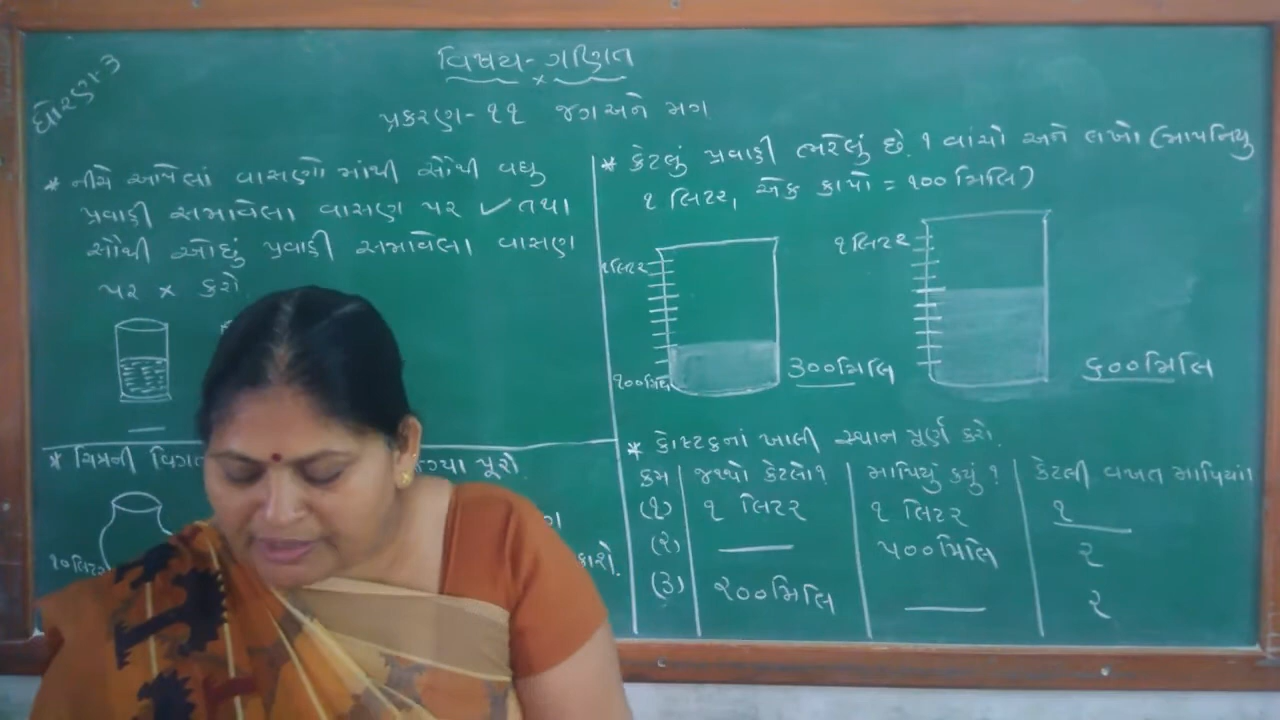 ધોરણ-૩
વિષય - ગણિત
પ્રકરણ - ૧૧ જગ અને મગ
* નીચે આપેલાં વાસણોમાંથી સૌથી વધુ
પ્રવાહી સમાવેલા વાસણ પર ✓ તથા
સૌથી ઓછું પ્રવાહી સમાવેલા વાસણ
પર × કરો.
* ચિત્રની વિગત
પૂરો.
૧૦ લિટર
* કેટલું પ્રવાહી ભરેલું છે. ? વાંચો અને લખો (માપનિયુ
૧ લિટર, એક કાપો = ૧૦૦ મિલિ)
૧ લિટર
૧૦૦ મિલિ
૩૦૦ મિલિ
૧ લિટર
૬૦૦ મિલિ
* કોષ્ટકનાં ખાલી સ્થાન પૂર્ણ કરો.
ક્રમ જથ્થો કેટલો? માપિયું કયું ? કેટલી વખત માપિયાં।
(૧) ૧ લિટર ૧ લિટર ૧
(૨) — ૫૦૦ મિલિ ૨
(૩) ૨૦૦ મિલિ — ૨